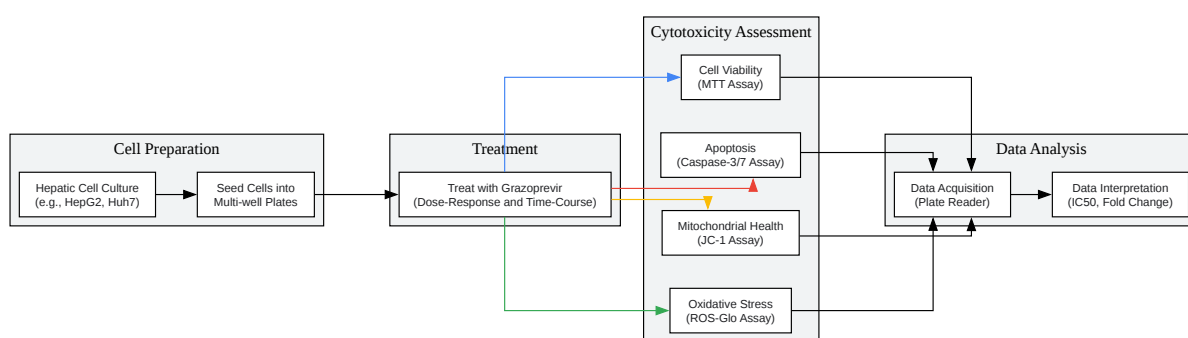 Cell Preparation
Hepatic Cell Culture
(e.g., HepG2, Huh7)
Seed Cells into
Multi-well Plates
Treatment
Treat with Grazoprevir
(Dose-Response and Time-Course)
Cytotoxicity Assessment
Cell Viability
(MTT Assay)
Apoptosis
(Caspase-3/7 Assay)
Mitochondrial Health
(JC-1 Assay)
Oxidative Stress
(ROS-Glo Assay)
Data Analysis
Data Acquisition
(Plate Reader)
Data Interpretation
(IC50, Fold Change)